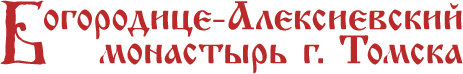 Богородице-Алексиевский
монастырь г. Томска